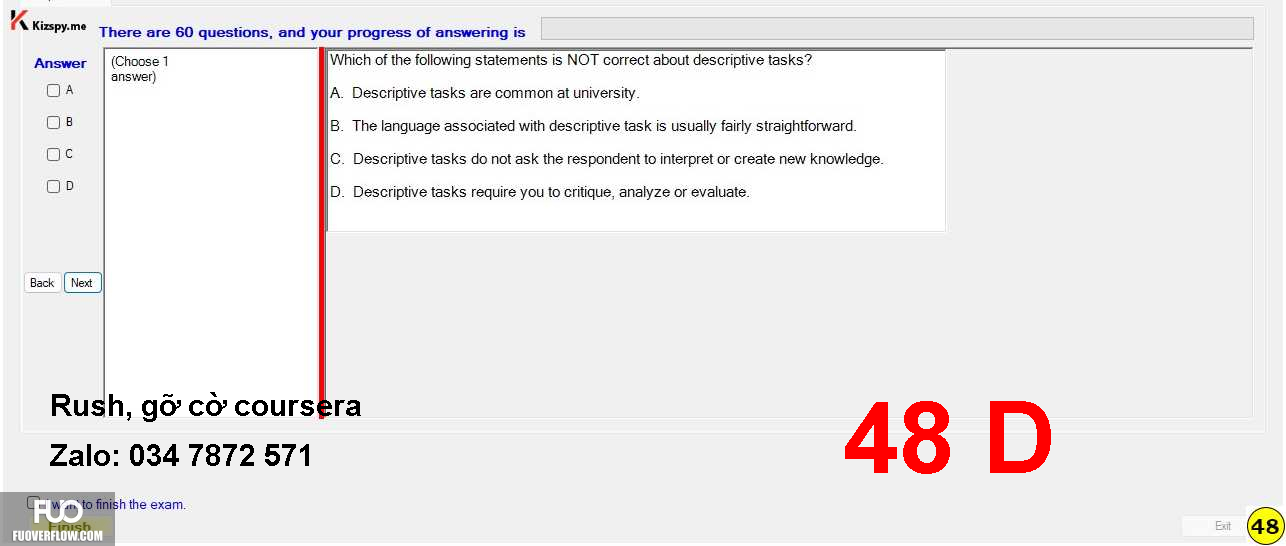 Kizspy.me
There are 60 questions, and your progress of answering is
Answer
A
B
C
D
Back Next
(Choose 1
answer)
Which of the following statements is NOT correct about descriptive tasks?
A. Descriptive tasks are common at university.
B. The language associated with descriptive task is usually fairly straightforward.
C. Descriptive tasks do not ask the respondent to interpret or create new knowledge.
D. Descriptive tasks require you to critique, analyze or evaluate.
Rush, gỡ cờ coursera
Zalo: 034 7872 571
48 D
I want to finish the exam.
FUO
Finish
FUOVERFLOW.COM
Exit
48